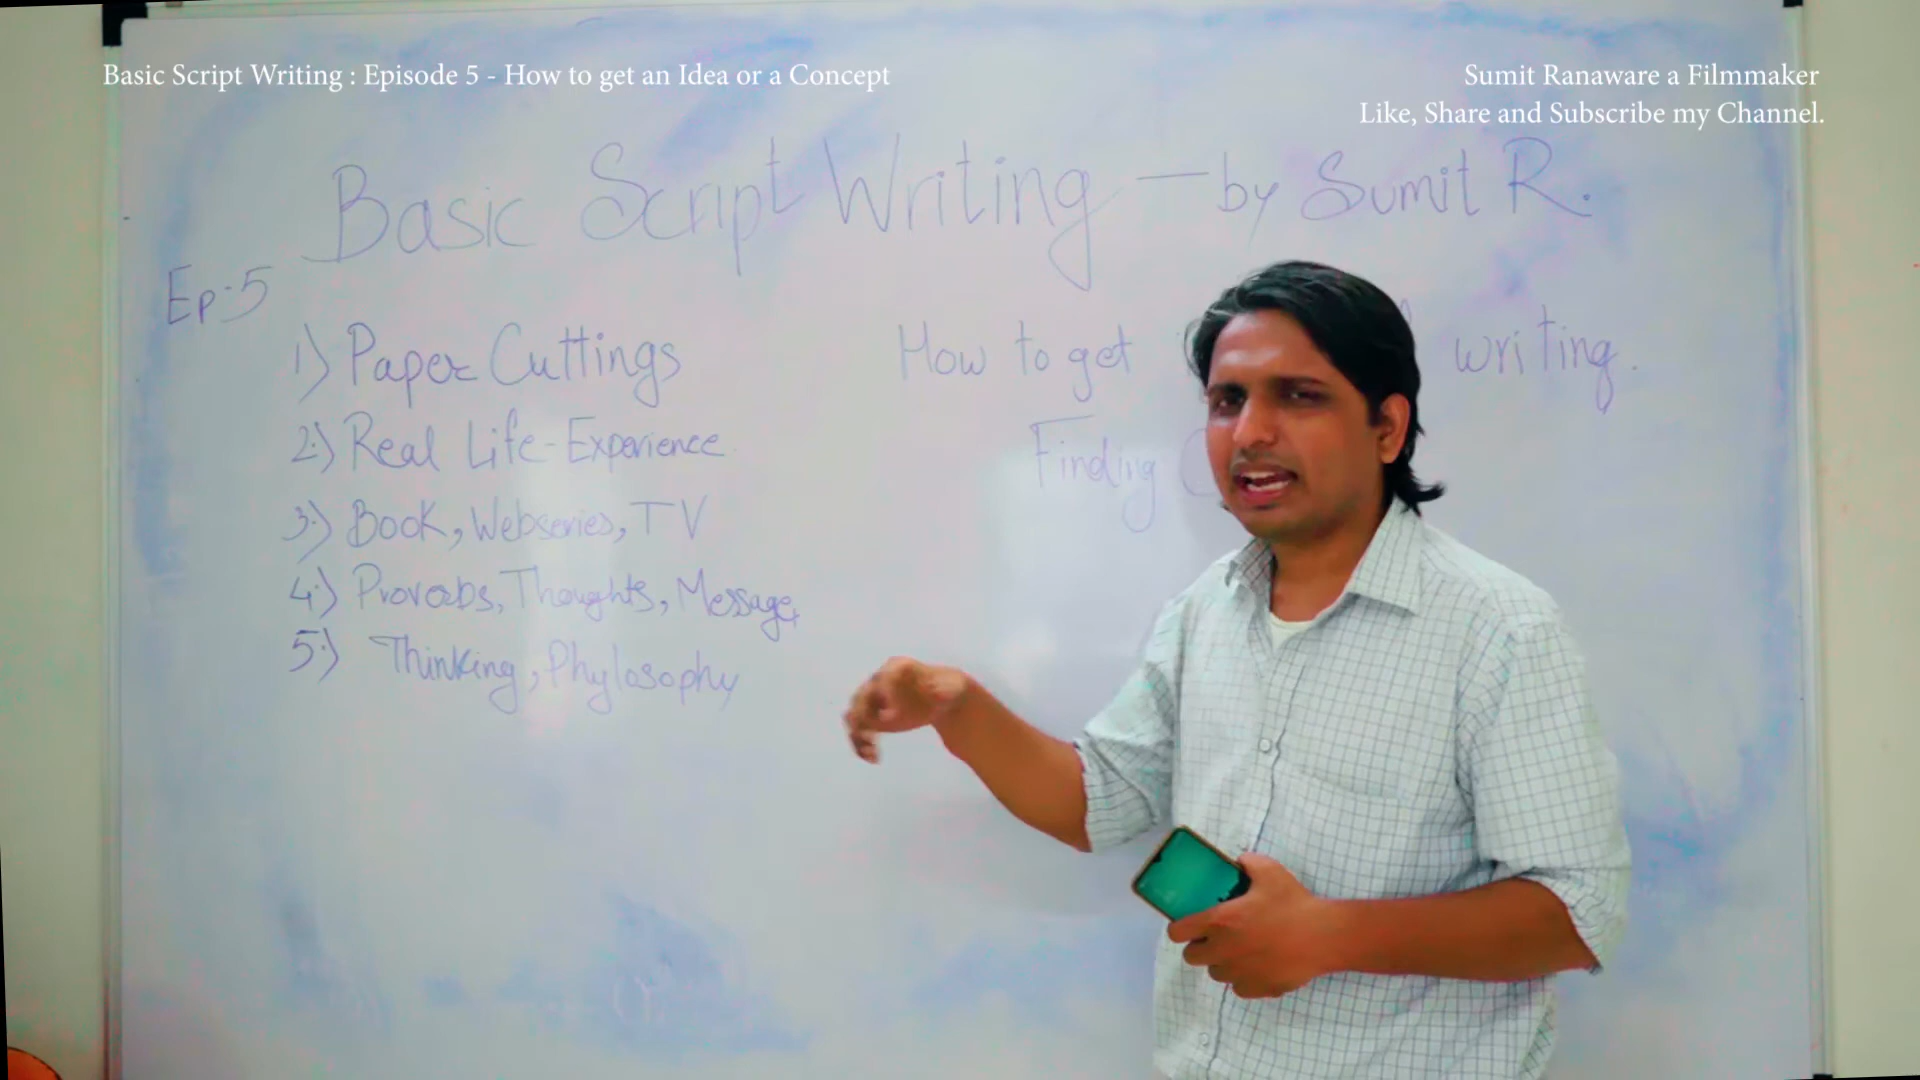 Basic Script Writing : Episode 5 - How to get an Idea or a Concept
Sumit Ranaware a Filmmaker
Like, Share and Subscribe my Channel.
Basic Script Writing — by Sumit R.
Ep.5
1) Paper Cuttings
2) Real Life-Experience
3) Book, Webseries, TV
4) Proverbs, Thoughts, Message,
5) Thinking, Phylosophy
How to get writing.
Finding